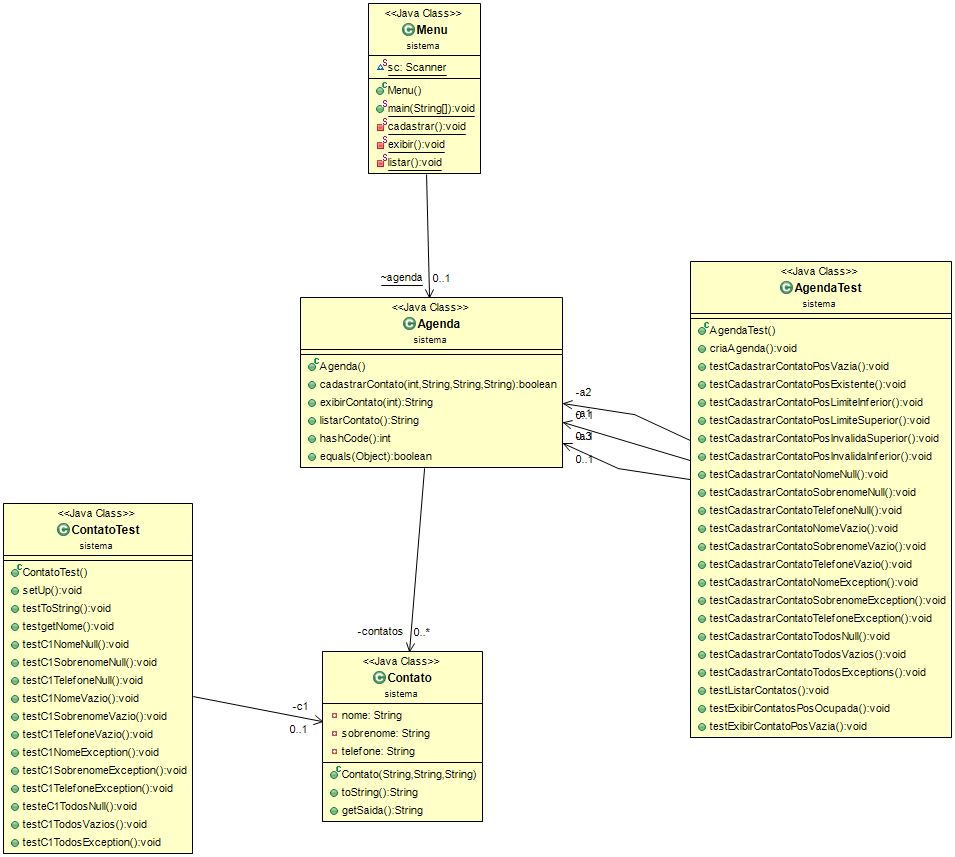 <<Java Class>>
Menu
sistema
sc: Scanner
Menu()
main(String[]):void
cadastrar():void
exibir():void
listar():void
~agenda
0..1
<<Java Class>>
Agenda
sistema
Agenda()
cadastrarContato(int,String,String,String):boolean
exibirContato(int):String
listarContato():String
hashCode():int
equals(Object):boolean
<<Java Class>>
AgendaTest
sistema
AgendaTest()
criaAgenda():void
testCadastrarContatoPosVazia():void
testCadastrarContatoPosExistente():void
testCadastrarContatoPosLimiteInferior():void
testCadastrarContatoPosLimiteSuperior():void
testCadastrarContatoPosInvalidaSuperior():void
testCadastrarContatoPosInvalidaInferior():void
testCadastrarContatoNomeNull():void
testCadastrarContatoSobrenomeNull():void
testCadastrarContatoTelefoneNull():void
testCadastrarContatoNomeVazio():void
testCadastrarContatoSobrenomeVazio():void
testCadastrarContatoTelefoneVazio():void
testCadastrarContatoNomeException():void
testCadastrarContatoSobrenomeException():void
testCadastrarContatoTelefoneException():void
testCadastrarContatoTodosNull():void
testCadastrarContatoTodosVazios():void
testCadastrarContatoTodosExceptions():void
testListarContatos():void
testExibirContatosPosOcupada():void
testExibirContatoPosVazia():void
-a2
0..1
<<Java Class>>
ContatoTest
sistema
ContatoTest()
setUp():void
testToString():void
testgetNome():void
testC1NomeNull():void
testC1SobrenomeNull():void
testC1TelefoneNull():void
testC1NomeVazio():void
testC1SobrenomeVazio():void
testC1TelefoneVazio():void
testC1NomeException():void
testC1SobrenomeException():void
testC1TelefoneException():void
testeC1TodosNull():void
testC1TodosVazios():void
testC1TodosException():void
-c1
0..1
-contatos
0..*
<<Java Class>>
Contato
sistema
nome: String
sobrenome: String
telefone: String
Contato(String,String,String)
toString():String
getSaida():String